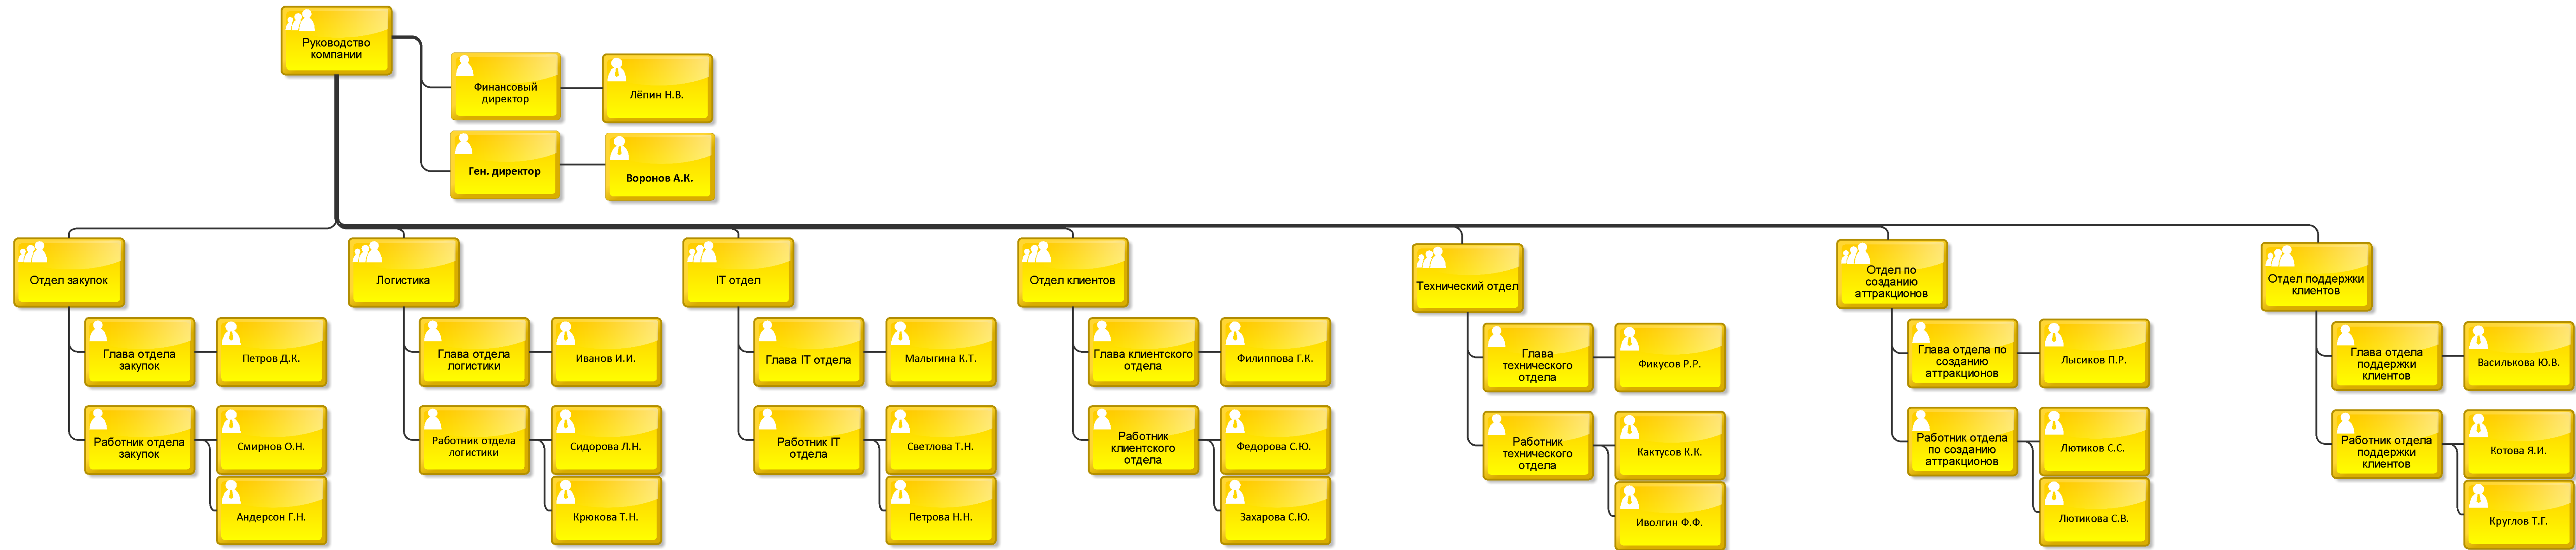 Руководство
компании
Финансовый
директор
Лёпин Н.В.
Ген. директор
Воронов А.К.
Отдел закупок
Логистика
IT отдел
Отдел клиентов
Технический отдел
Отдел по
созданию
аттракционов
Отдел поддержки
клиентов
Глава отдела
закупок
Петров Д.К.
Глава отдела
логистики
Иванов И.И.
Глава IT отдела
Малыгина К.Т.
Глава клиентского
отдела
Филиппова Г.К.
Глава
технического
отдела
Фикусов Р.Р.
Глава отдела по
созданию
аттракционов
Лысиков П.Р.
Глава отдела
поддержки
клиентов
Василькова Ю.В.
Работник отдела
закупок
Смирнов О.Н.
Андерсон Г.Н.
Работник отдела
логистики
Сидорова Л.Н.
Крюкова Т.Н.
Работник IT
отдела
Светлова Т.Н.
Петрова Н.Н.
Работник
клиентского
отдела
Федорова С.Ю.
Захарова С.Ю.
Работник
технического
отдела
Кактусов К.К.
Иволгин Ф.Ф.
Работник отдела
по созданию
аттракционов
Лютиков С.С.
Лютикова С.В.
Работник отдела
поддержки
клиентов
Котова Я.И.
Круглов Т.Г.